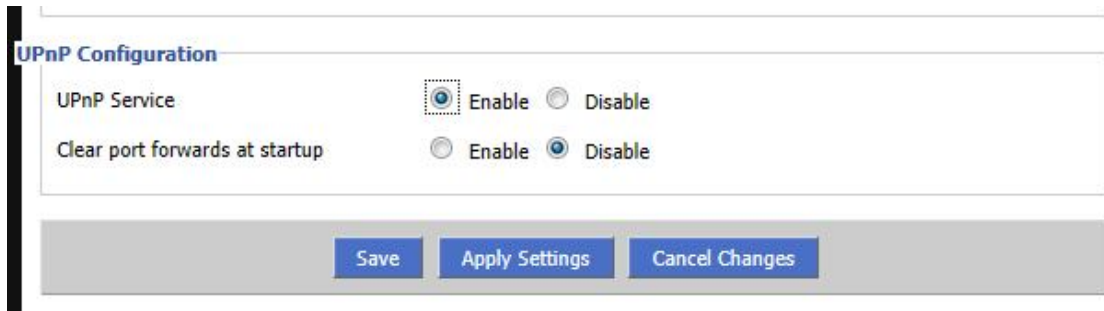 UPnP Configuration
UPnP Service Enable Disable
Clear port forwards at startup Enable Disable
Save Apply Settings Cancel Changes